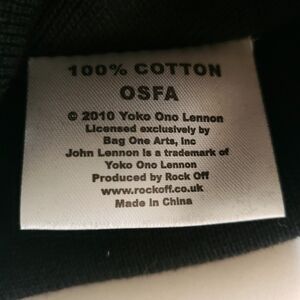 100% COTTON
OSFA
© 2010 Yoko Ono Lennon
Licensed exclusively by
Bag One Arts, Inc
John Lennon is a trademark of
Yoko Ono Lennon
Produced by Rock Off
www.rockoff.co.uk
Made in China